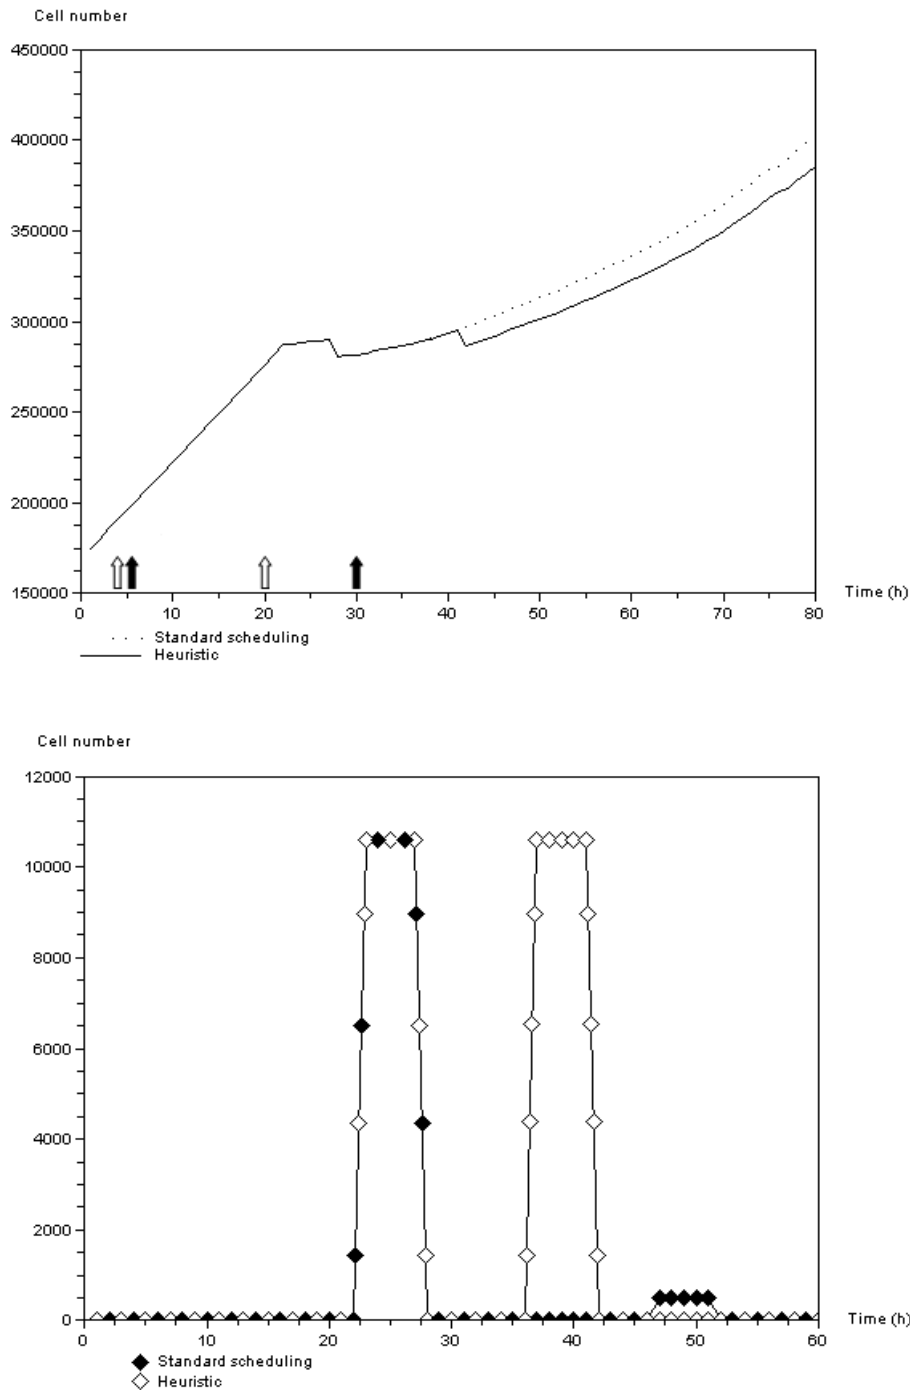 Cell number
450000
400000
350000
300000
250000
200000
150000
0 10 20 30 40 50 60 70 80
Time (h)
Standard scheduling
Heuristic
Cell number
12000
10000
8000
6000
4000
2000
0
0 10 20 30 40 50 60
Time (h)
Standard scheduling
Heuristic